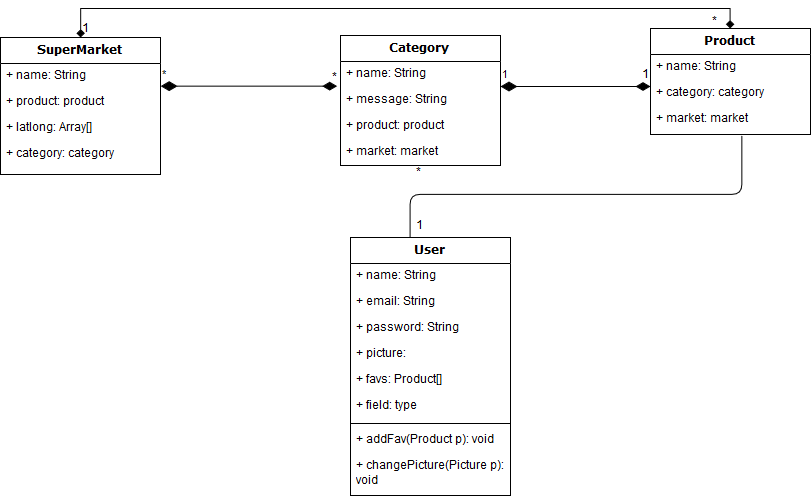 1
*
SuperMarket
+ name: String
+ product: product
+ latlong: Array[]
+ category: category
*
*
Category
+ name: String
+ message: String
+ product: product
+ market: market
1
1
Product
+ name: String
+ category: category
+ market: market
*
1
User
+ name: String
+ email: String
+ password: String
+ picture:
+ favs: Product[]
+ field: type
+ addFav(Product p): void
+ changePicture(Picture p):
void